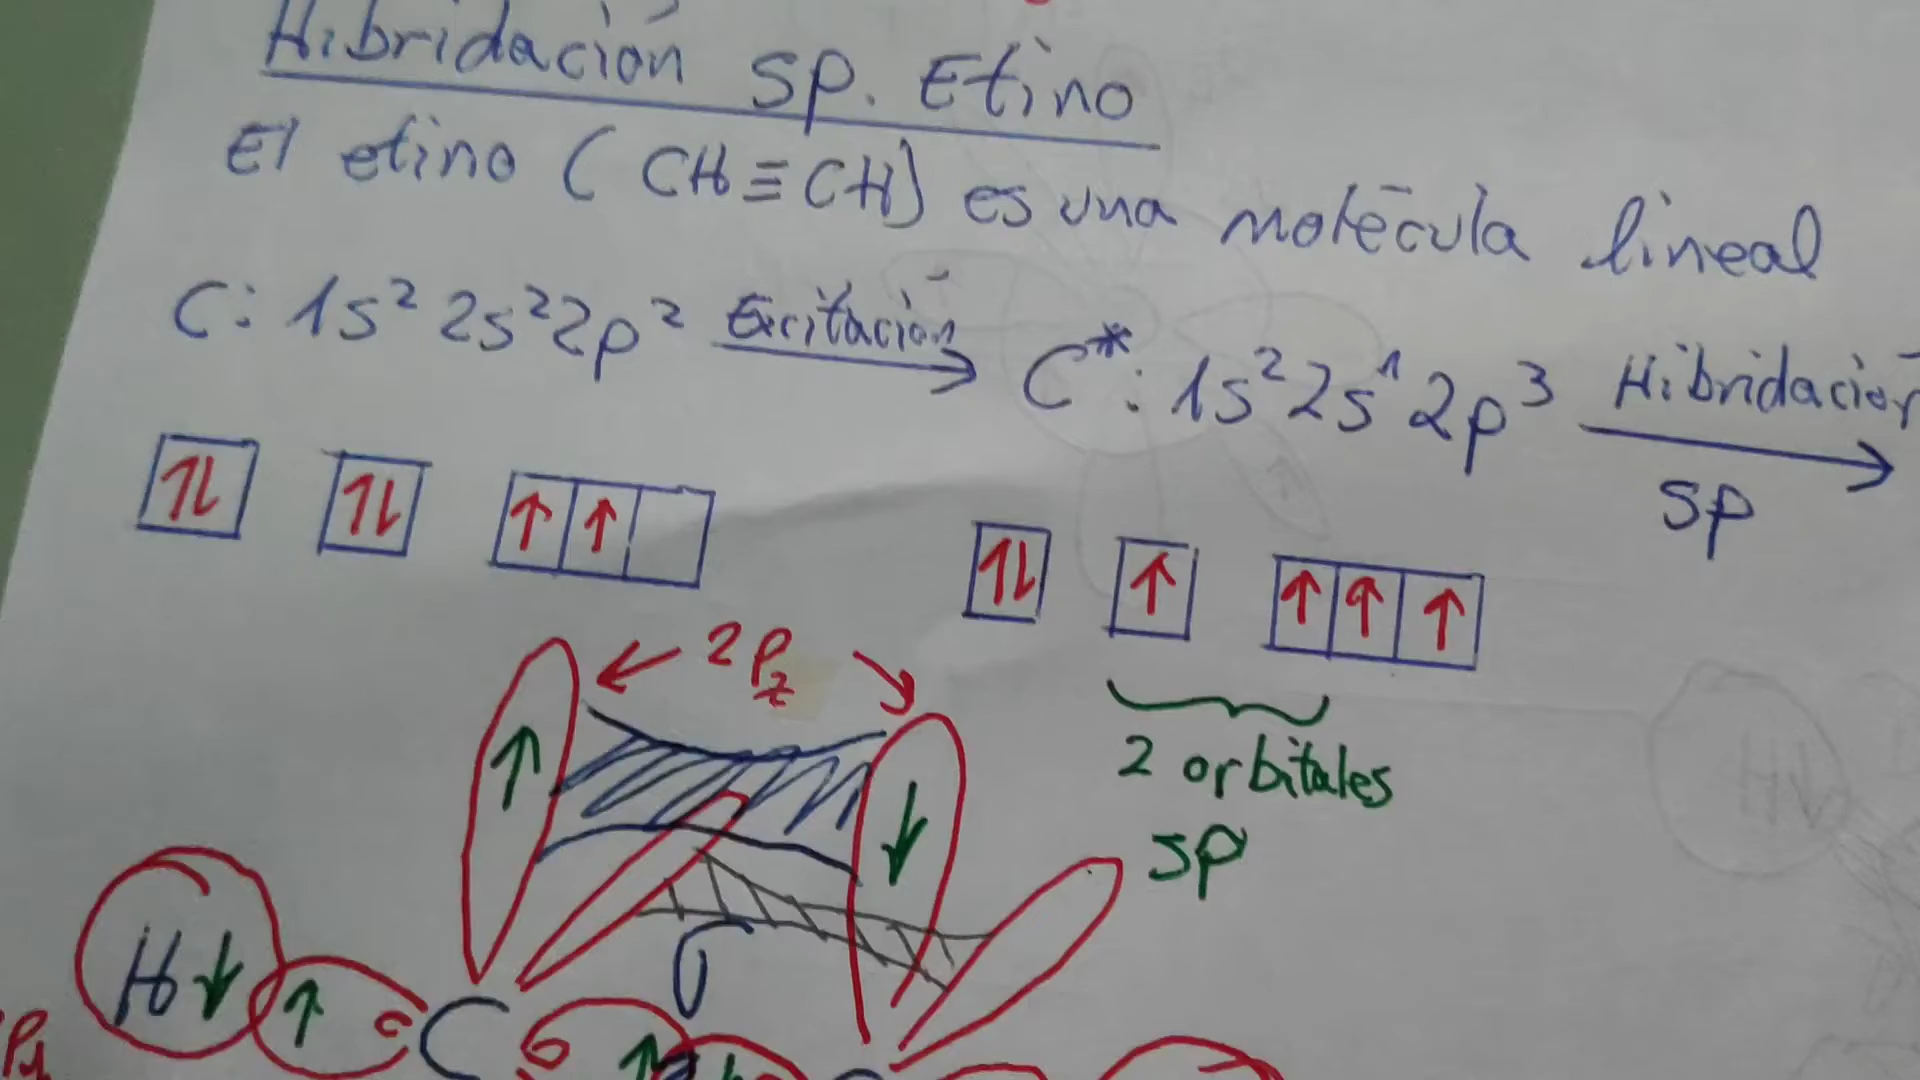 Hibridación sp. Etino
El etino (CH≡CH) es una molécula lineal
C: 1s² 2s² 2p² Excitación C*: 1s² 2s¹ 2p³ Hibridación
sp
2Pz
2 orbitales
sp
σ
H
C